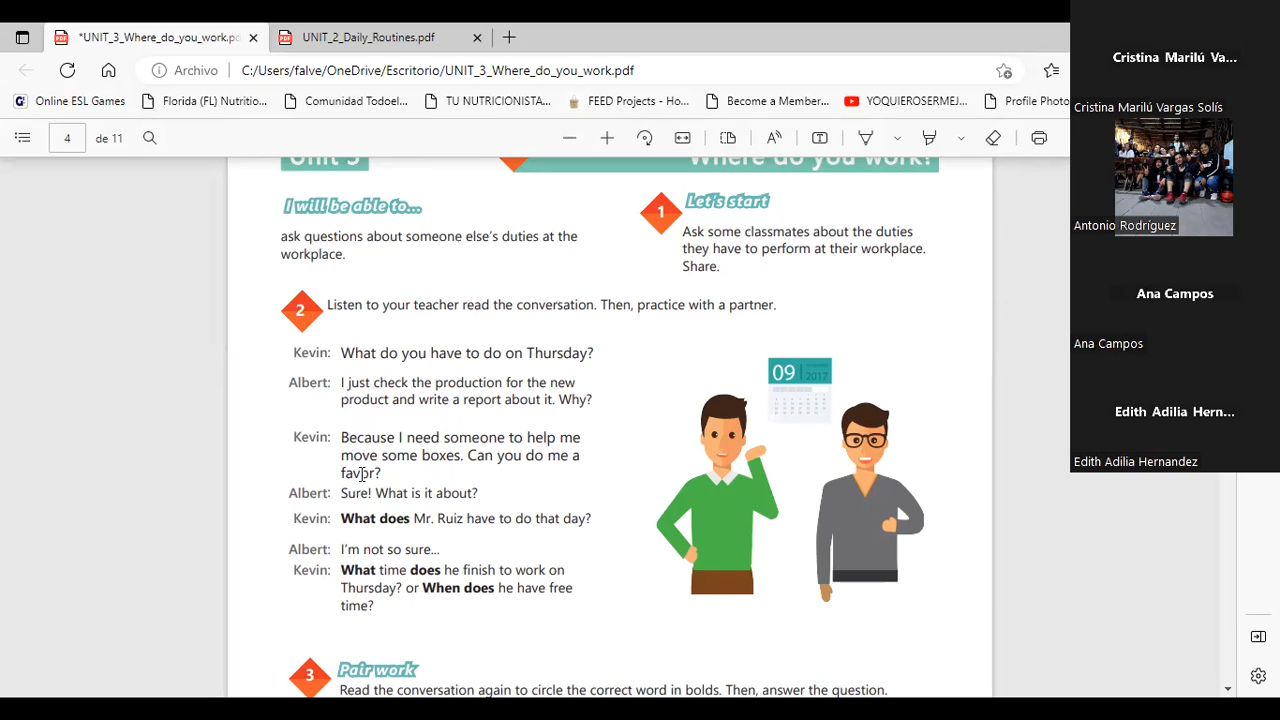 *UNIT_3_Where_do_you_work.pd
UNIT_2_Daily_Routines.pdf
Archivo
C:/Users/falve/OneDrive/Escritorio/UNIT_3_Where_do_you_work.pdf
Online ESL Games
Florida (FL) Nutritio...
Comunidad Todoel...
TU NUTRICIONISTA...
FEED Projects - Ho...
Become a Member...
YOQUIEROSERMEJ...
Profile Photo
4
de 11
Unit 3
Where do you work?
I will be able to...
ask questions about someone else's duties at the
workplace.
1
Let's start
Ask some classmates about the duties
they have to perform at their workplace.
Share.
2
Listen to your teacher read the conversation. Then, practice with a partner.
Kevin: What do you have to do on Thursday?
Albert: I just check the production for the new
product and write a report about it. Why?
Kevin: Because I need someone to help me
move some boxes. Can you do me a
favor?
Albert: Sure! What is it about?
Kevin: What does Mr. Ruiz have to do that day?
Albert: I'm not so sure...
Kevin: What time does he finish to work on
Thursday? or When does he have free
time?
09
2017
3
Pair work
Read the conversation again to circle the correct word in bolds. Then, answer the question.
Cristina Marilú Va...
Cristina Marilú Vargas Solís
Antonio Rodríguez
Ana Campos
Ana Campos
Edith Adilia Hern...
Edith Adilia Hernandez